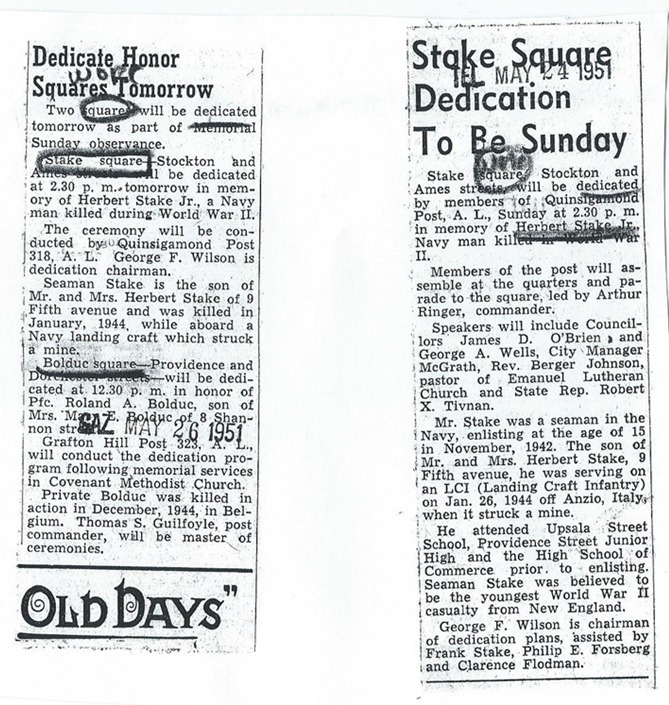 Dedicate Honor
Squares Tomorrow
Two squares will be dedicated
tomorrow as part of Memorial
Sunday observance.
Stake square—Stockton and
Ames streets—will be dedicated
at 2.30 p. m. tomorrow in mem-
ory of Herbert Stake Jr., a Navy
man killed during World War II.
The ceremony will be con-
ducted by Quinsigamond Post
318, A. L. George F. Wilson is
dedication chairman.
Seaman Stake is the son of
Mr. and Mrs. Herbert Stake of 9
Fifth avenue and was killed in
January, 1944, while aboard a
Navy landing craft which struck
a mine.
Bolduc square—Providence and
Dorchester streets—will be dedi-
cated at 12.30 p. m. in honor of
Pfc. Roland A. Bolduc, son of
Mrs. E. Bolduc of 8 Shan-
non street.
GAZ MAY 26 1951
Grafton Hill Post 323, A. L.,
will conduct the dedication pro-
gram following memorial services
in Covenant Methodist Church.
Private Bolduc was killed in
action in December, 1944, in Bel-
gium. Thomas S. Guilfoyle, post
commander, will be master of
ceremonies.
OLD DAYS"
Stake Square
TEL MAY 24 1951
Dedication
To Be Sunday
Stake square, Stockton and
Ames streets, will be dedicated
by members of Quinsigamond
Post, A. L., Sunday at 2.30 p. m.
in memory of Herbert Stake Jr.,
Navy man killed in World War
II.
Members of the post will as-
semble at the quarters and pa-
rade to the square, led by Arthur
Ringer, commander.
Speakers will include Council-
lors James D. O'Brien and
George A. Wells, City Manager
McGrath, Rev. Berger Johnson,
pastor of Emanuel Lutheran
Church and State Rep. Robert
X. Tivnan.
Mr. Stake was a seaman in the
Navy, enlisting at the age of 15
in November, 1942. The son of
Mr. and Mrs. Herbert Stake, 9
Fifth avenue, he was serving on
an LCI (Landing Craft Infantry)
on Jan. 26, 1944 off Anzio, Italy,
when it struck a mine.
He attended Upsala Street
School, Providence Street Junior
High and the High School of
Commerce prior to enlisting.
Seaman Stake was believed to
be the youngest World War II
casualty from New England.
George F. Wilson is chairman
of dedication plans, assisted by
Frank Stake, Philip E. Forsberg
and Clarence Flodman.